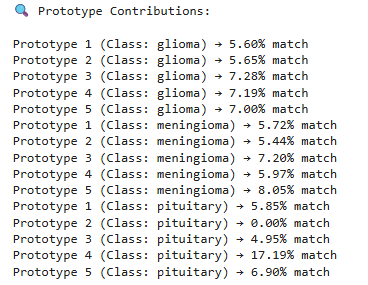 🔍 Prototype Contributions:
Prototype 1 (Class: glioma) → 5.60% match
Prototype 2 (Class: glioma) → 5.65% match
Prototype 3 (Class: glioma) → 7.28% match
Prototype 4 (Class: glioma) → 7.19% match
Prototype 5 (Class: glioma) → 7.00% match
Prototype 1 (Class: meningioma) → 5.72% match
Prototype 2 (Class: meningioma) → 5.44% match
Prototype 3 (Class: meningioma) → 7.20% match
Prototype 4 (Class: meningioma) → 5.97% match
Prototype 5 (Class: meningioma) → 8.05% match
Prototype 1 (Class: pituitary) → 5.85% match
Prototype 2 (Class: pituitary) → 0.00% match
Prototype 3 (Class: pituitary) → 4.95% match
Prototype 4 (Class: pituitary) → 17.19% match
Prototype 5 (Class: pituitary) → 6.90% match